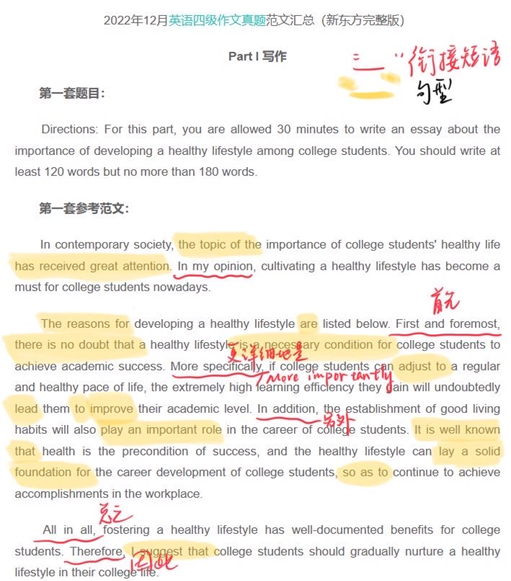 2022年12月英语四级作文真题范文汇总（新东方完整版）
Part I 写作
衔接短语
句型
第一套题目：
Directions: For this part, you are allowed 30 minutes to write an essay about the
importance of developing a healthy lifestyle among college students. You should write at
least 120 words but no more than 180 words.
第一套参考范文：
In contemporary society, the topic of the importance of college students' healthy life
has received great attention. In my opinion, cultivating a healthy lifestyle has become a
must for college students nowadays.
首先
The reasons for developing a healthy lifestyle are listed below. First and foremost,
there is no doubt that a healthy lifestyle is a necessary condition for college students to
更详细地是
achieve academic success. More specifically, if college students can adjust to a regular
More importantly
and healthy pace of life, the extremely high learning efficiency they gain will undoubtedly
lead them to improve their academic level. In addition, the establishment of good living
另外
habits will also play an important role in the career of college students. It is well known
that health is the precondition of success, and the healthy lifestyle can lay a solid
foundation for the career development of college students, so as to continue to achieve
accomplishments in the workplace.
总之
All in all, fostering a healthy lifestyle has well-documented benefits for college
students. Therefore, I suggest that college students should gradually nurture a healthy
因此
lifestyle in their college life.